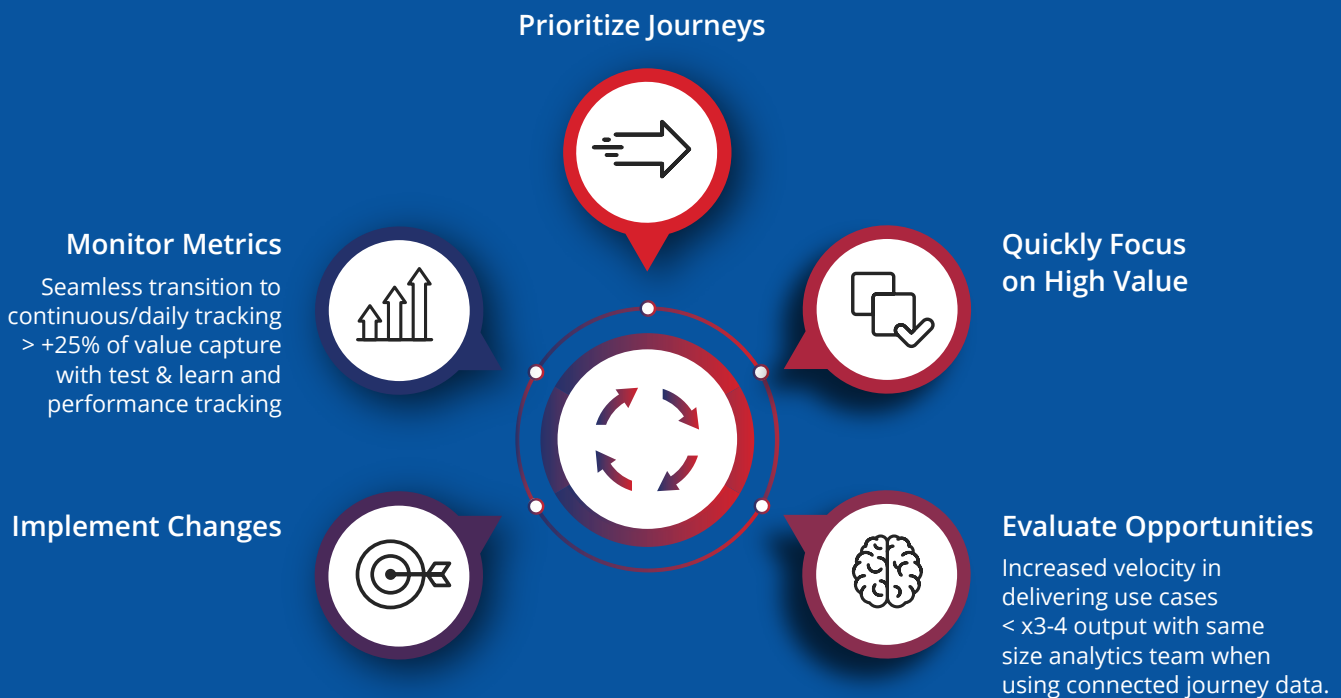 Prioritize Journeys
Quickly Focus
on High Value
Evaluate Opportunities
Increased velocity in
delivering use cases
< x3-4 output with same
size analytics team when
using connected journey data.
Implement Changes
Monitor Metrics
Seamless transition to
continuous/daily tracking
> +25% of value capture
with test & learn and
performance tracking